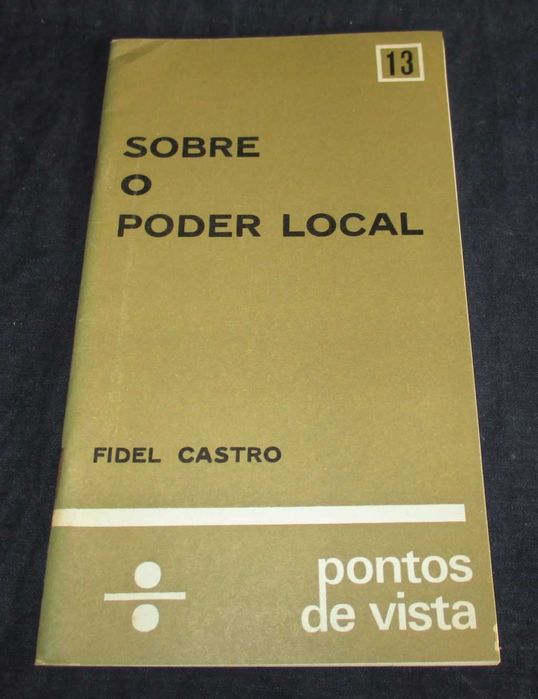 13
SOBRE
O
PODER LOCAL
FIDEL CASTRO
pontos
de vista